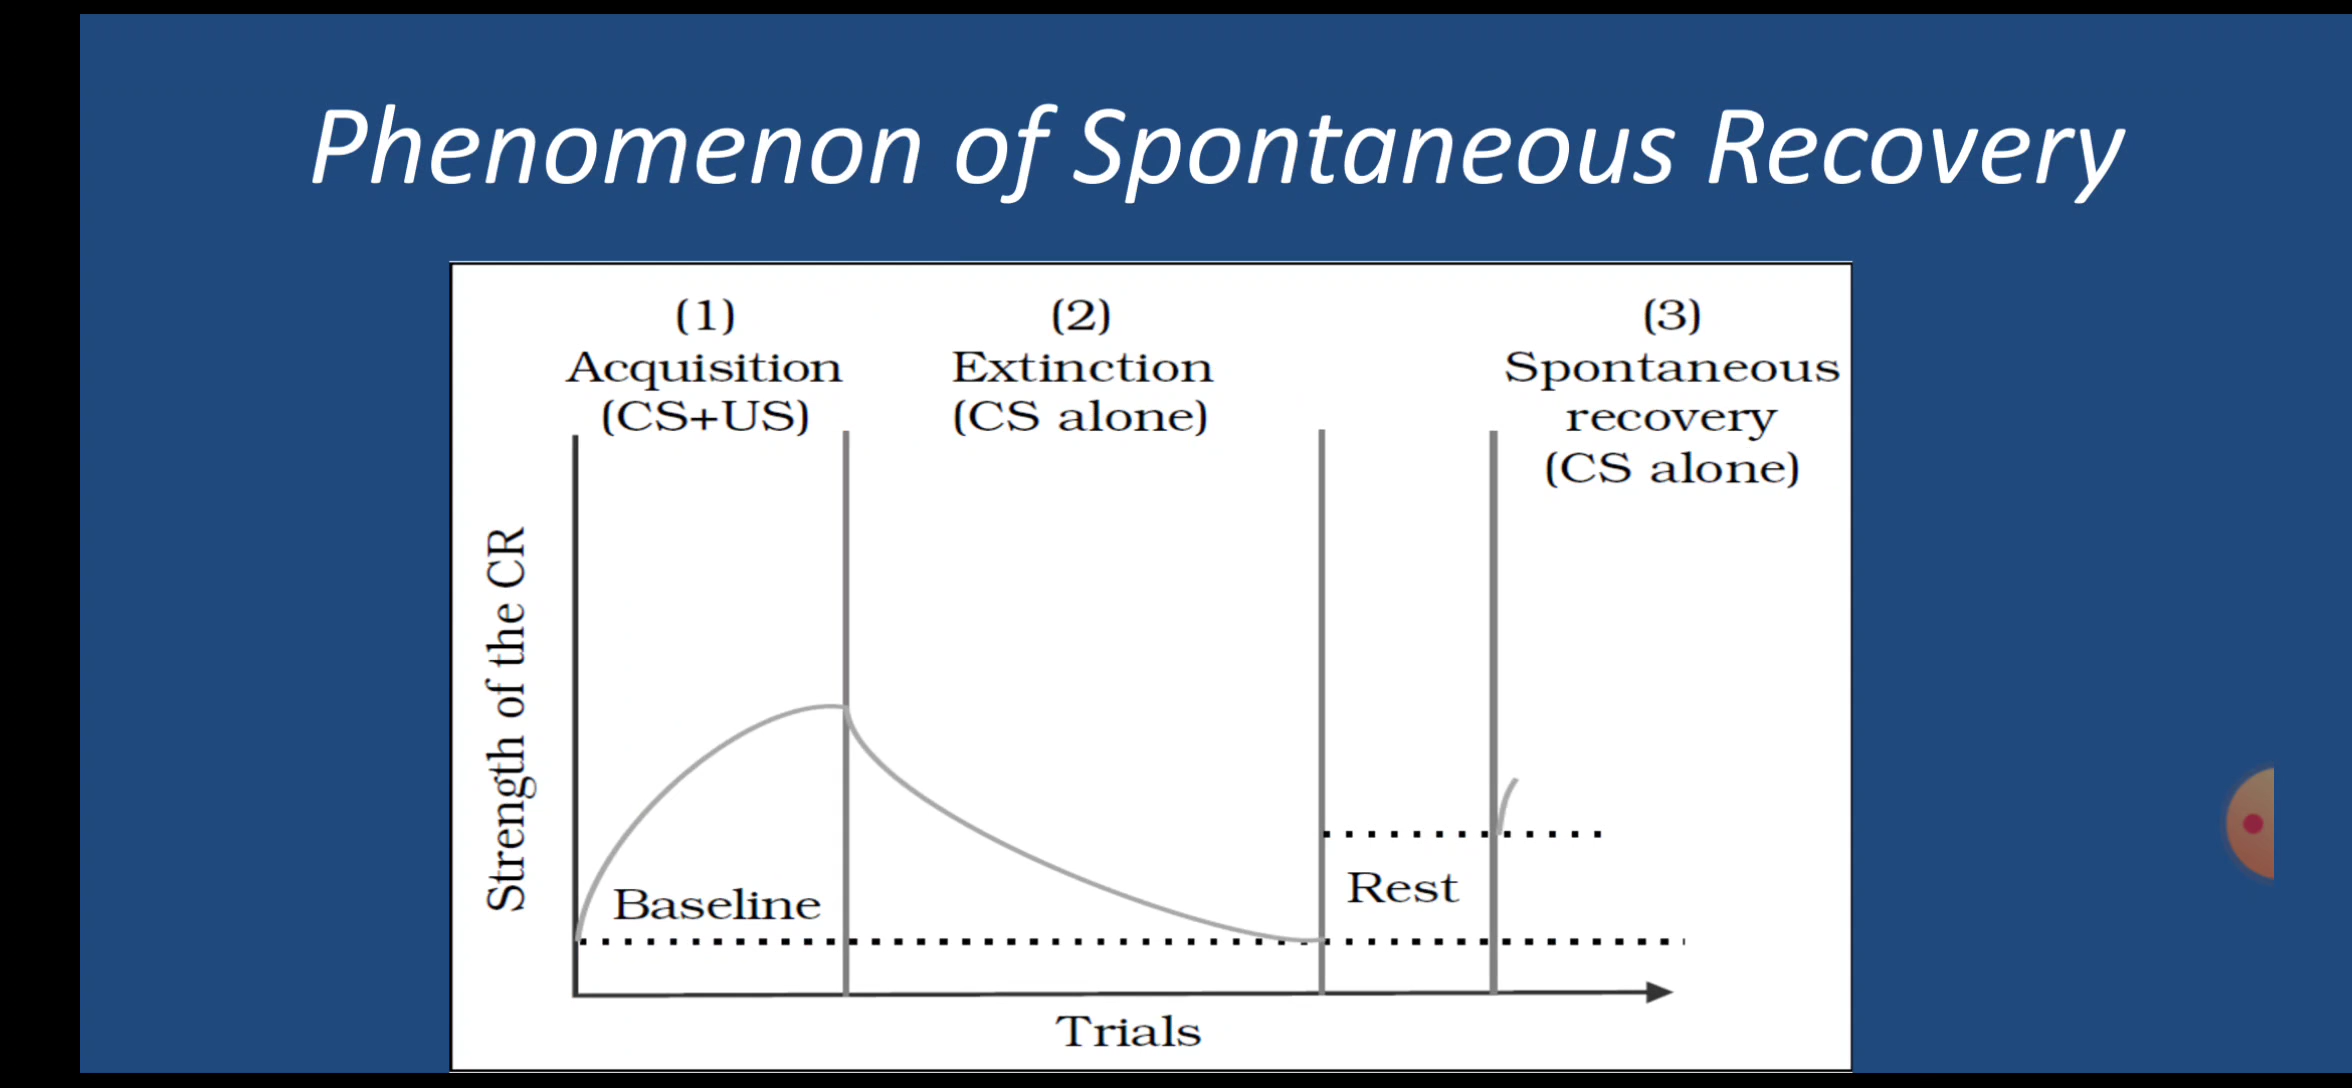 Phenomenon of Spontaneous Recovery
(1)
Acquisition
(CS+US)
(2)
Extinction
(CS alone)
(3)
Spontaneous
recovery
(CS alone)
Strength of the CR
Baseline
Rest
Trials